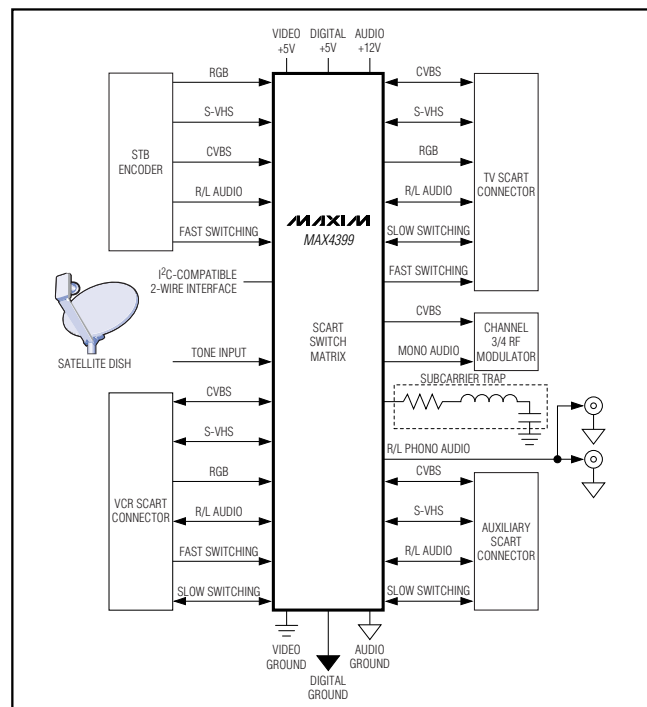 VIDEO
+5V
DIGITAL
+5V
AUDIO
+12V
STB
ENCODER
RGB
S-VHS
CVBS
R/L AUDIO
FAST SWITCHING
I²C-COMPATIBLE
2-WIRE INTERFACE
SATELLITE DISH
TONE INPUT
VCR SCART
CONNECTOR
CVBS
S-VHS
RGB
R/L AUDIO
FAST SWITCHING
SLOW SWITCHING
MAXIM
MAX4399
SCART
SWITCH
MATRIX
CVBS
S-VHS
RGB
R/L AUDIO
SLOW SWITCHING
FAST SWITCHING
TV SCART
CONNECTOR
CVBS
MONO AUDIO
CHANNEL
3/4 RF
MODULATOR
SUBCARRIER TRAP
R/L PHONO AUDIO
CVBS
S-VHS
R/L AUDIO
SLOW SWITCHING
AUXILIARY
SCART
CONNECTOR
VIDEO
GROUND
DIGITAL
GROUND
AUDIO
GROUND